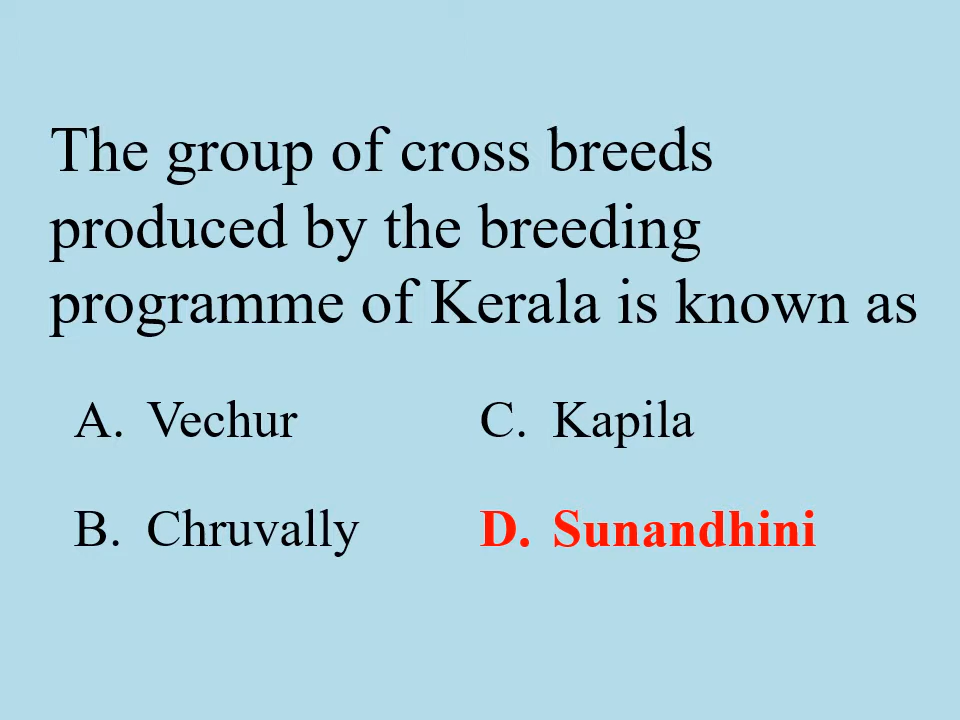 The group of cross breeds
produced by the breeding
programme of Kerala is known as
A. Vechur
C. Kapila
B. Chruvally
D. Sunandhini